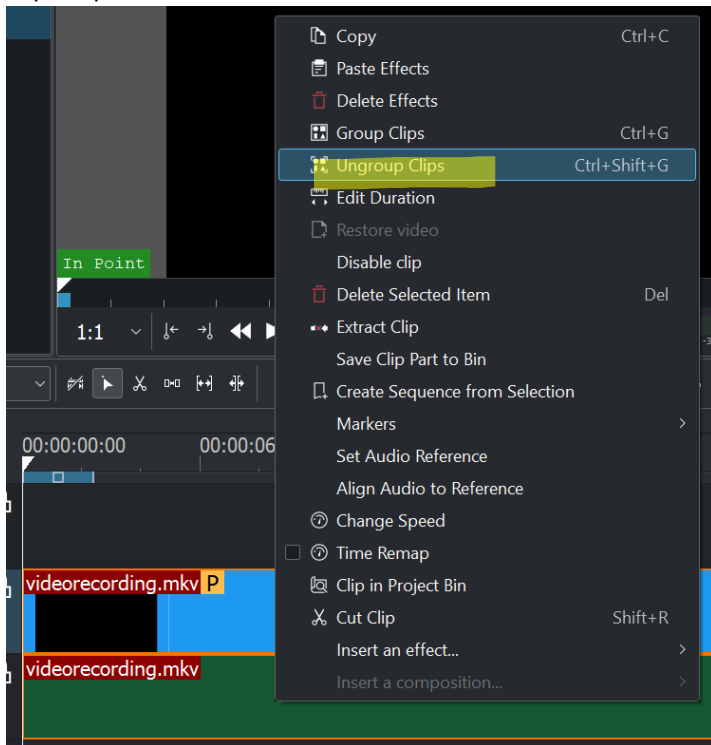 Copy Ctrl+C
Paste Effects
Delete Effects
Group Clips Ctrl+G
Ungroup Clips Ctrl+Shift+G
Edit Duration
Restore video
In Point
Disable clip
Delete Selected Item Del
1:1
Extract Clip
Save Clip Part to Bin
Create Sequence from Selection
Markers
00:00:00:00 00:00:06
Set Audio Reference
Align Audio to Reference
Change Speed
Time Remap
videorecording.mkv P
Clip in Project Bin
Cut Clip Shift+R
Insert an effect...
videorecording.mkv
Insert a composition...